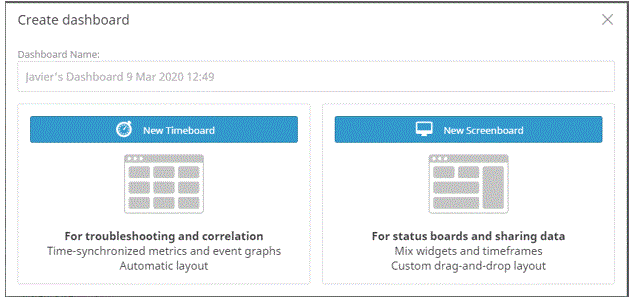 Create dashboard
Dashboard Name:
Javier's Dashboard 9 Mar 2020 12:49
New Timeboard
For troubleshooting and correlation
Time-synchronized metrics and event graphs
Automatic layout
New Screenboard
For status boards and sharing data
Mix widgets and timeframes
Custom drag-and-drop layout